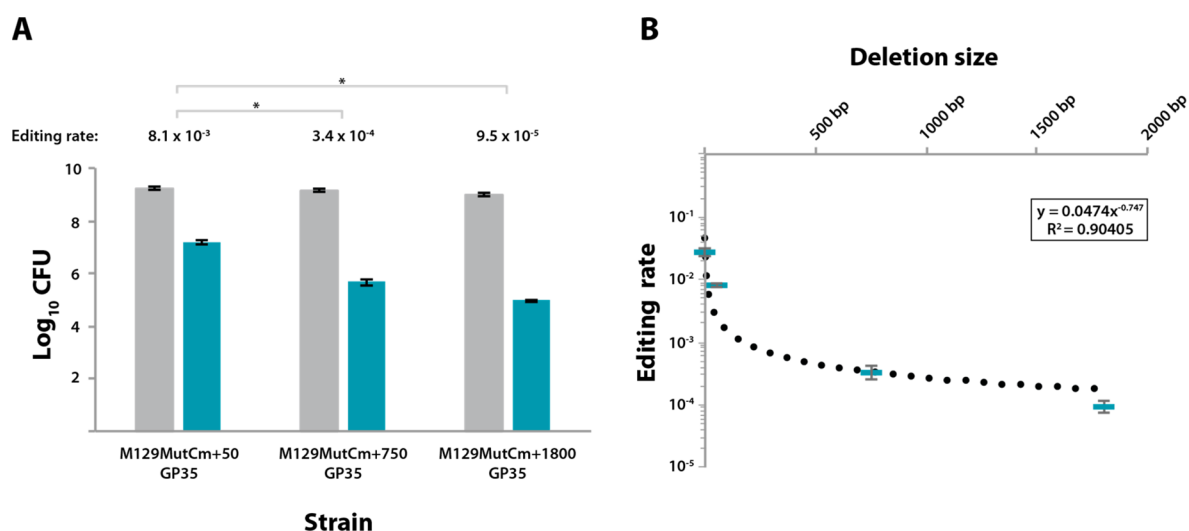 A
*
*
Editing rate: 8.1 x 10⁻³ 3.4 x 10⁻⁴ 9.5 x 10⁻⁵
10
8
6
4
2
Log₁₀ CFU
M129MutCm+50 M129MutCm+750 M129MutCm+1800
GP35 GP35 GP35
Strain
B
Deletion size
500 bp 1000 bp 1500 bp 2000 bp
y = 0.0474x⁻⁰·⁷⁴⁷
R² = 0.90405
10⁻¹
10⁻²
10⁻³
10⁻⁴
10⁻⁵
Editing rate